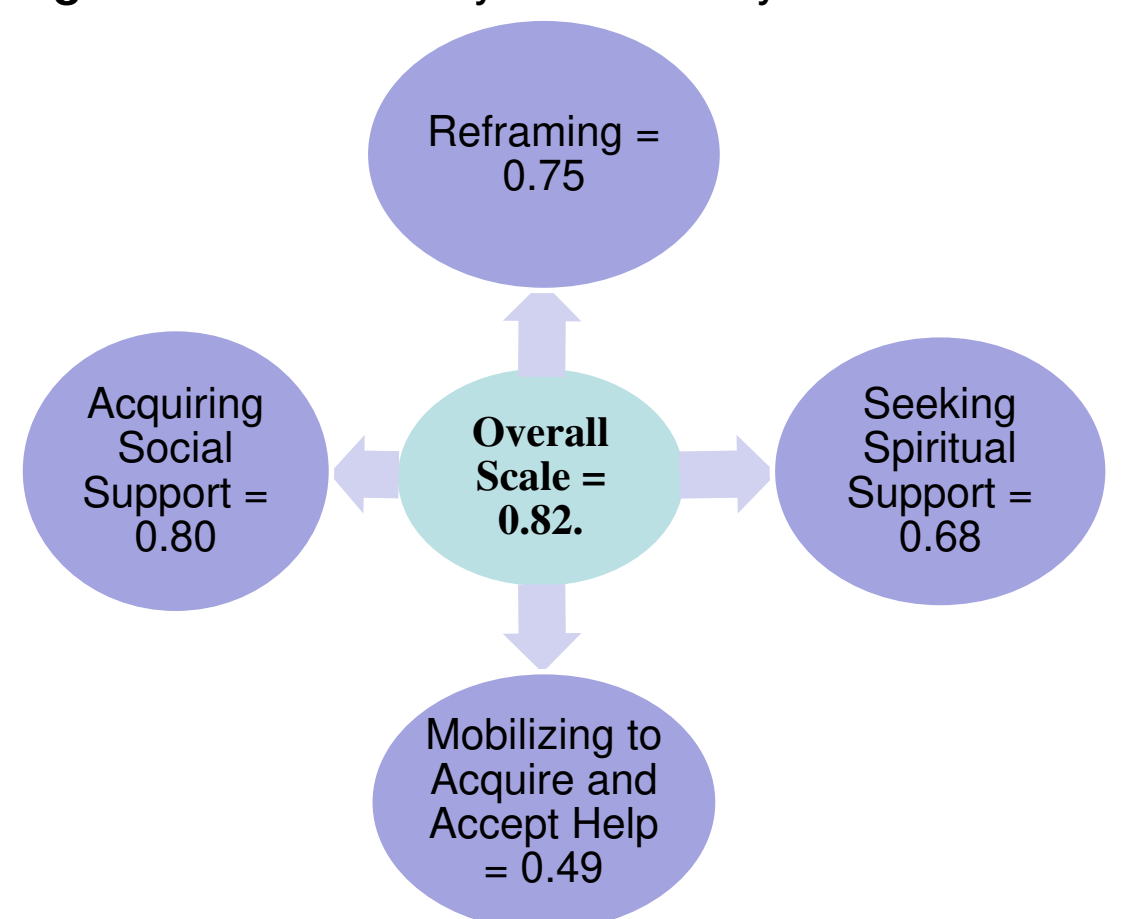 Reframing =
0.75
Acquiring
Social
Support =
0.80
Overall
Scale =
0.82.
Seeking
Spiritual
Support =
0.68
Mobilizing to
Acquire and
Accept Help
= 0.49